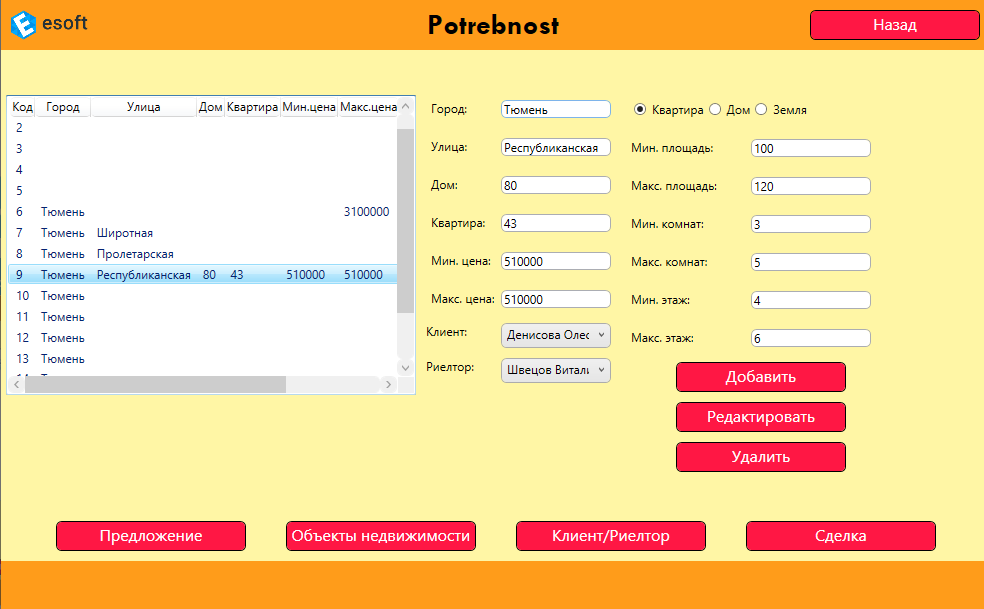 esoft
Potrebnost
Назад
Код Город Улица Дом Квартира Мин.цена Макс.цена
2
3
4
5
6 Тюмень 3100000
7 Тюмень Широтная
8 Тюмень Пролетарская
9 Тюмень Республиканская 80 43 510000 510000
10 Тюмень
11 Тюмень
12 Тюмень
13 Тюмень
Город: Тюмень
Улица: Республиканская
Дом: 80
Квартира: 43
Мин. цена: 510000
Макс. цена: 510000
Клиент: Денисова Олес
Риелтор: Швецов Витали
Квартира Дом Земля
Мин. площадь: 100
Макс. площадь: 120
Мин. комнат: 3
Макс. комнат: 5
Мин. этаж: 4
Макс. этаж: 6
Добавить
Редактировать
Удалить
Предложение
Объекты недвижимости
Клиент/Риелтор
Сделка